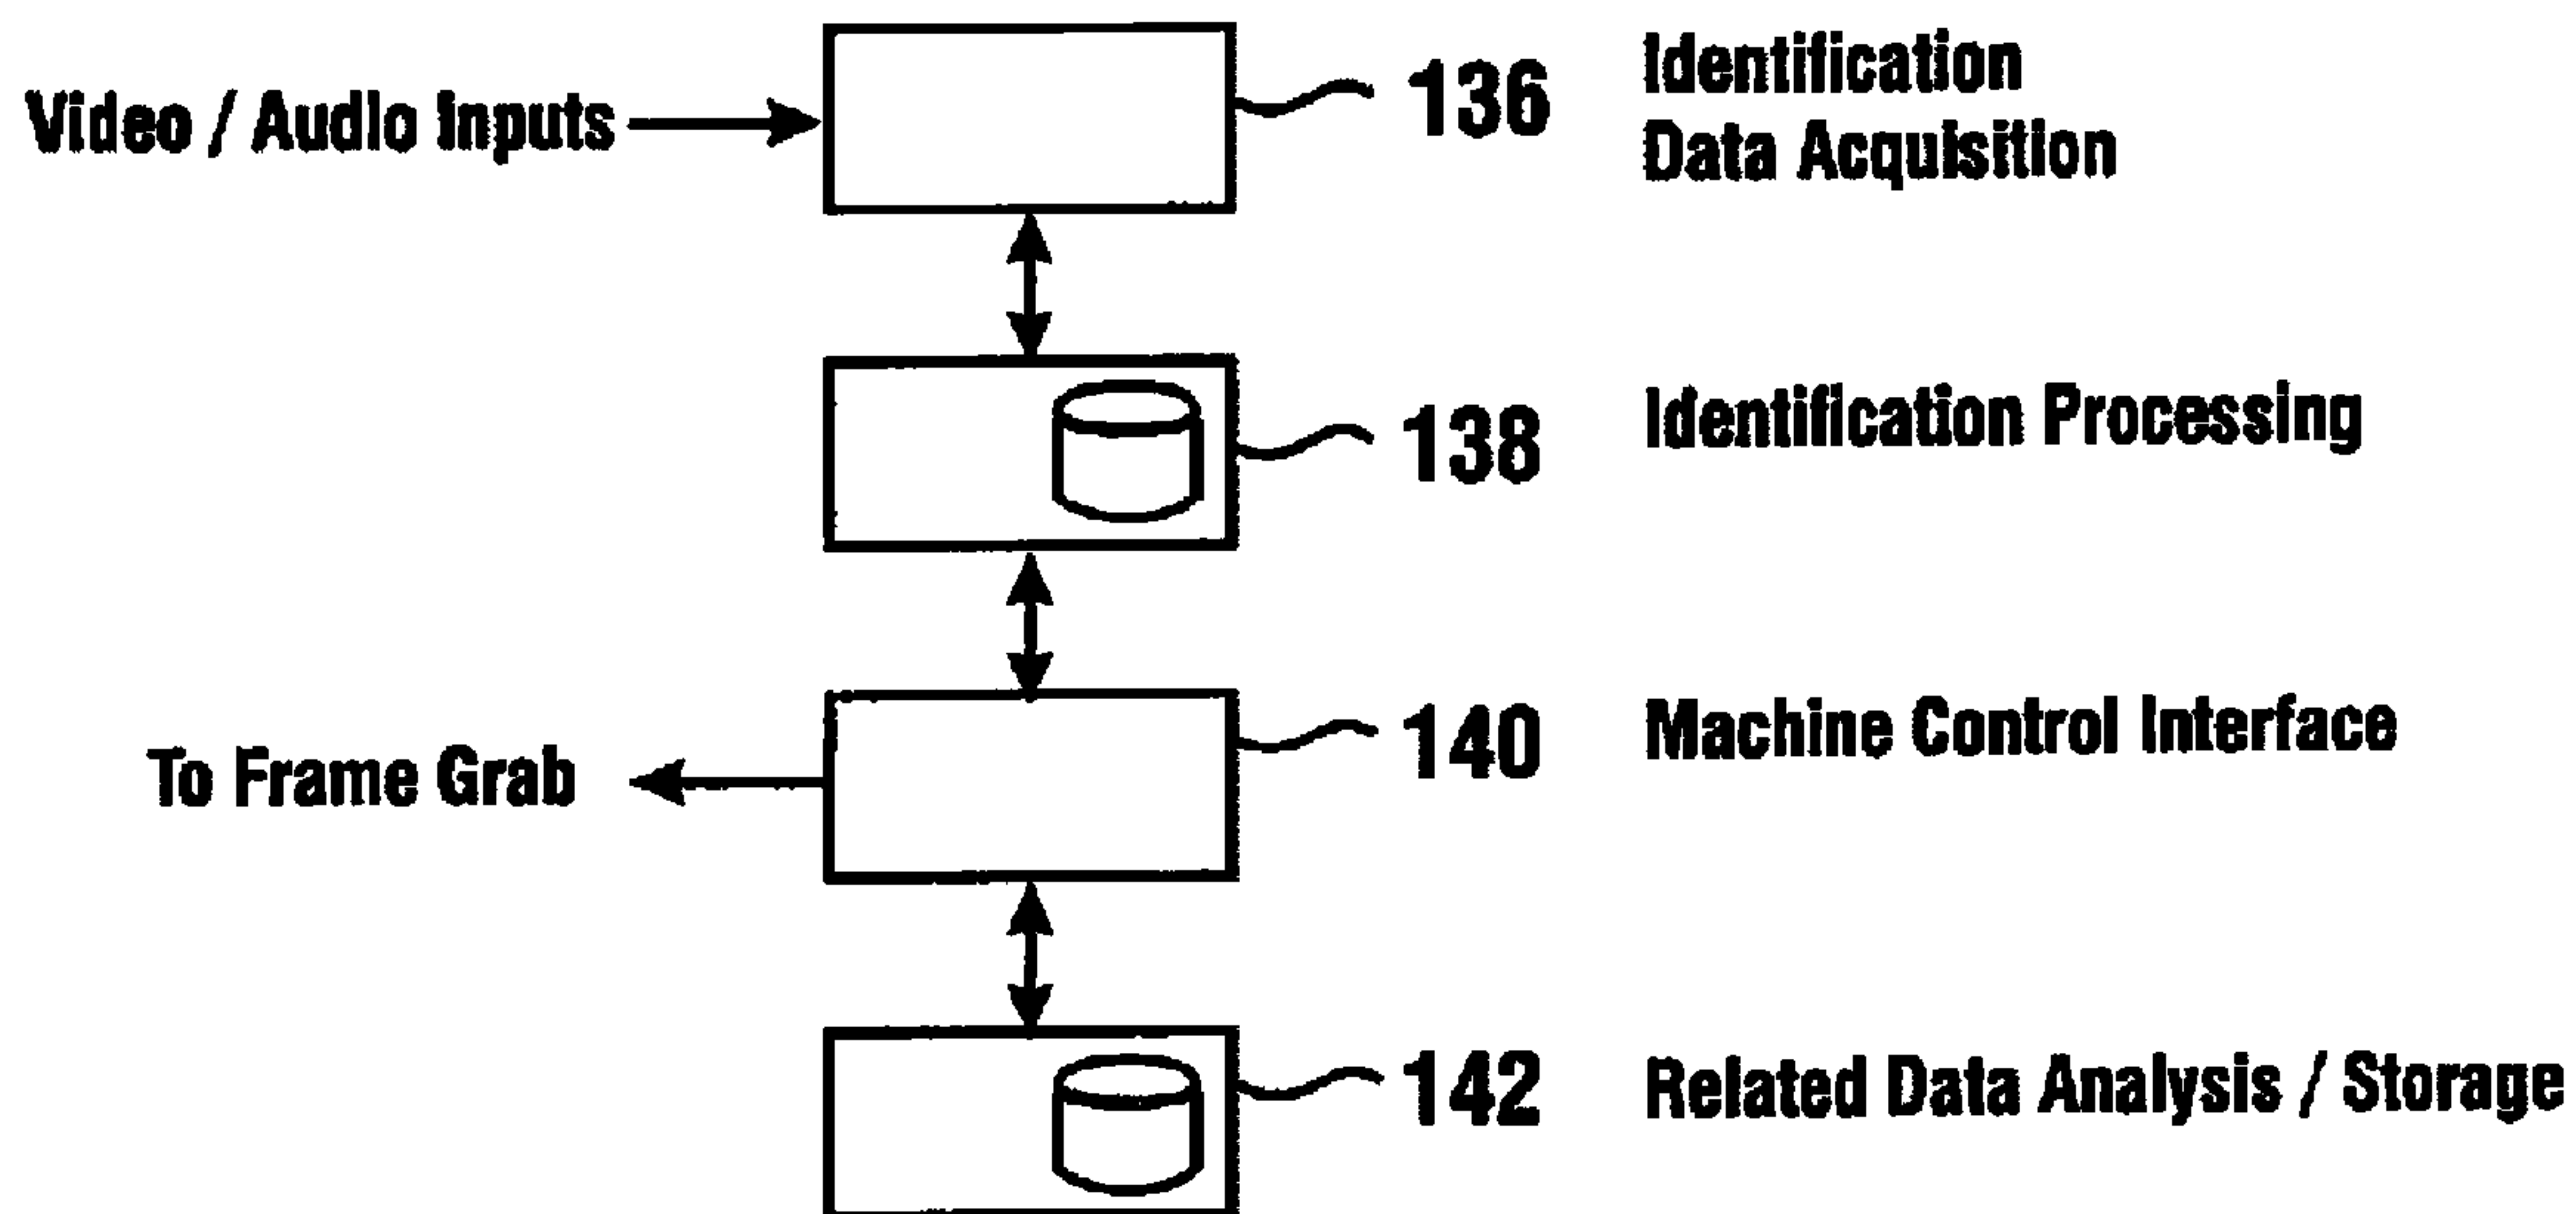 Video / Audio Inputs
136
Identification
Data Acquisition
138
Identification Processing
To Frame Grab
140
Machine Control Interface
142
Related Data Analysis / Storage